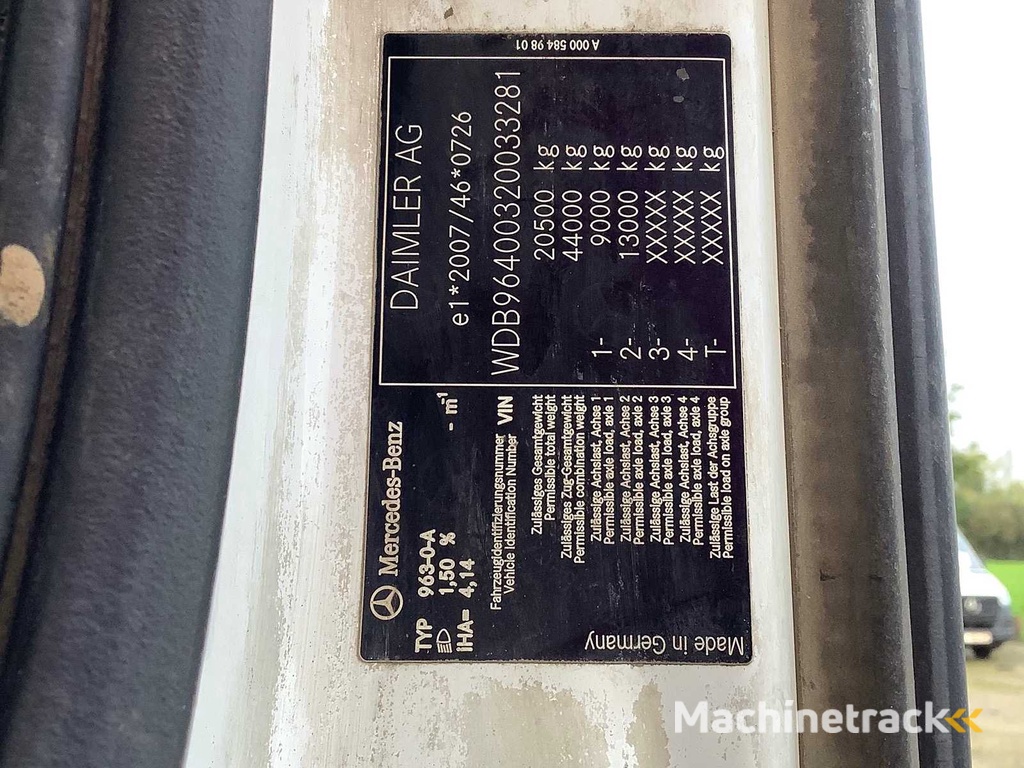 Mercedes-Benz
TYP 963-0-A
1,50 % - m⁻¹
iHA= 4,14
DAIMLER AG
e1*2007/46*0726
Fahrzeugidentifizierungsnummer
Vehicle Identification Number VIN WDB96400320033281
Zulässiges Gesamtgewicht
Permissible total weight 20500 kg
Zulässiges Zug-Gesamtgewicht
Permissible combination weight 44000 kg
Zulässige Achslast, Achse 1
Permissible axle load, axle 1 1- 9000 kg
Zulässige Achslast, Achse 2
Permissible axle load, axle 2 2- 13000 kg
Zulässige Achslast, Achse 3
Permissible axle load, axle 3 3- XXXXX kg
Zulässige Achslast, Achse 4
Permissible axle load, axle 4 4- XXXXX kg
Zulässige Last der Achsgruppe
Permissible load on axle group T- XXXXX kg
Made in Germany
A 000 584 98 01
Machinetrack